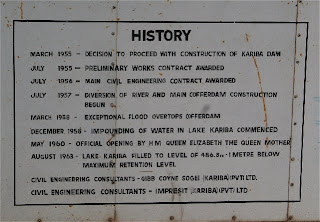 HISTORY
MARCH 1955 - DECISION TO PROCEED WITH CONSTRUCTION OF KARIBA DAM
JULY 1955 - PRELIMINARY WORKS CONTRACT AWARDED
JULY 1956 - MAIN CIVIL ENGINEERING CONTRACT AWARDED
JULY 1957 - DIVERSION OF RIVER AND MAIN COFFERDAM CONSTRUCTION
BEGUN
MARCH 1958 - EXCEPTIONAL FLOOD OVERTOPS COFFERDAM
DECEMBER 1958 - IMPOUNDING OF WATER IN LAKE KARIBA COMMENCED
MAY 1960 - OFFICIAL OPENING BY HM QUEEN ELIZABETH THE QUEEN MOTHER
AUGUST 1963 - LAKE KARIBA FILLED TO LEVEL OF 486.8m - 1 METRE BELOW
MAXIMUM RETENTION LEVEL.
CIVIL ENGINEERING CONSULTANTS - GIBB COYNE SOGEI (KARIBA) PVT LTD.
CIVIL ENGINEERING CONSULTANTS - IMPRESIT (KARIBA) (PVT) LTD